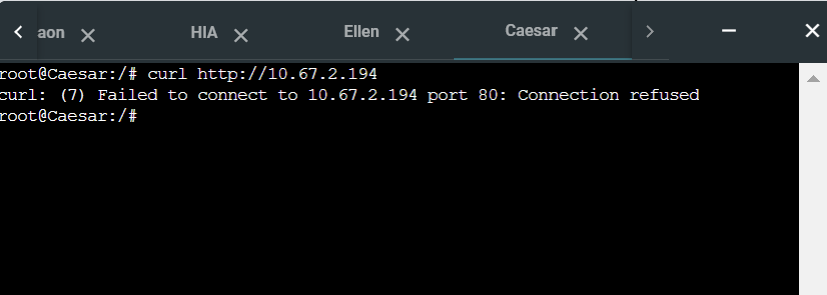 aon HIA Ellen Caesar
root@Caesar:/# curl http://10.67.2.194
curl: (7) Failed to connect to 10.67.2.194 port 80: Connection refused
root@Caesar:/#